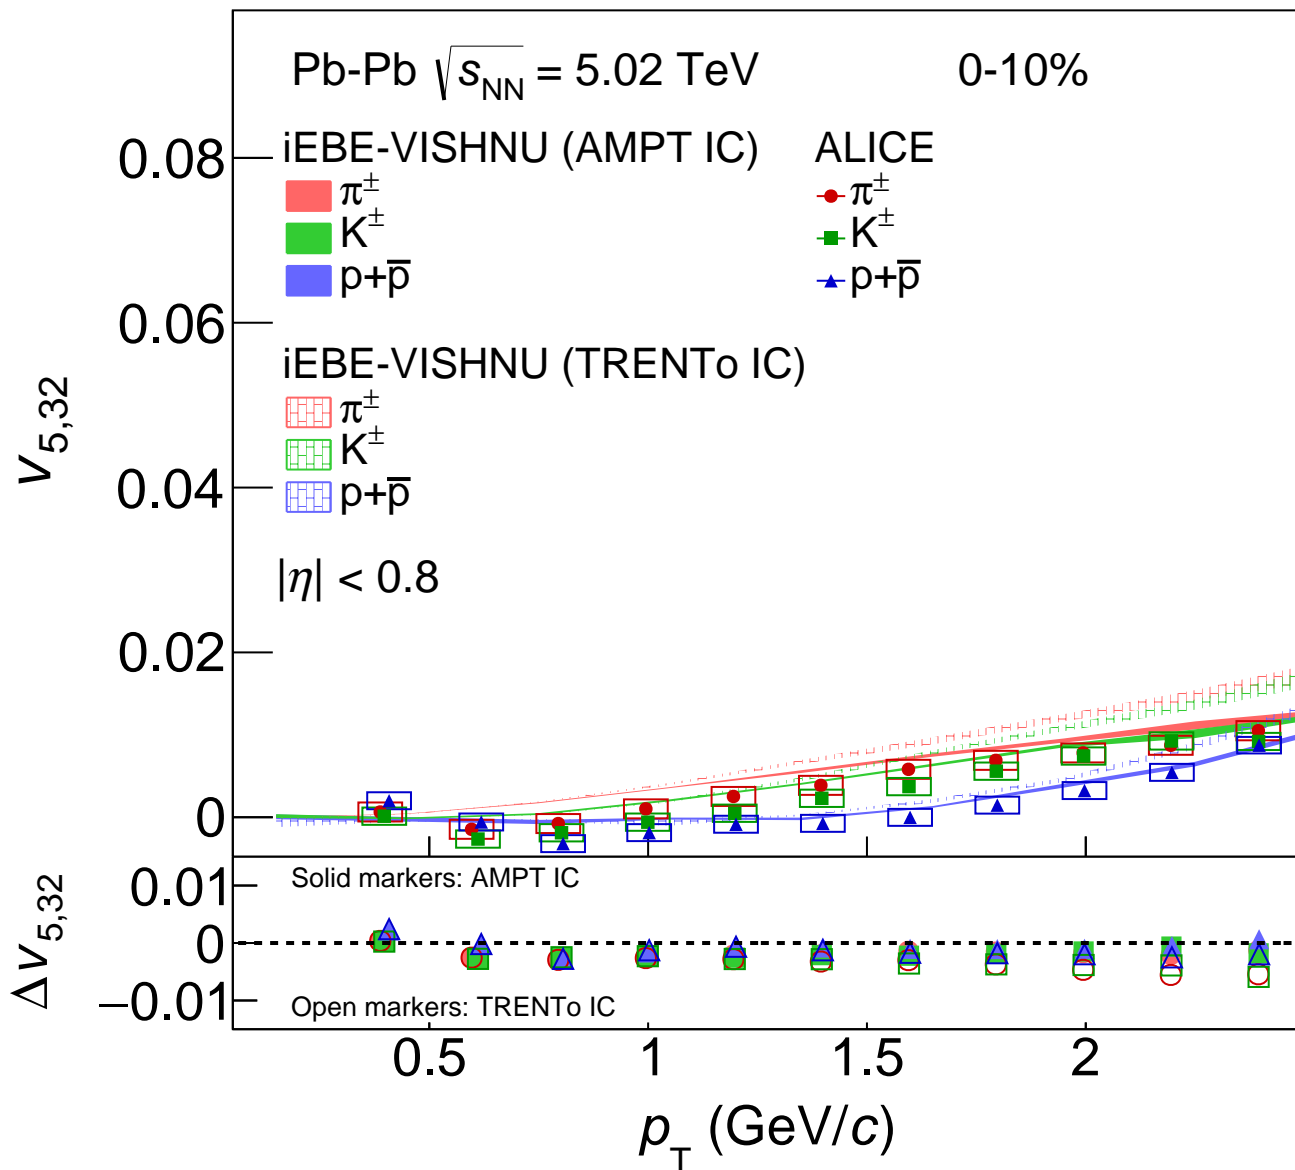 Pb-Pb √sNN = 5.02 TeV 0-10%
iEBE-VISHNU (AMPT IC) ALICE
π± π±
K± K±
p+p̅ p+p̅
iEBE-VISHNU (TRENTo IC)
π±
K±
p+p̅
|η| < 0.8
v5,32
0.08
0.06
0.04
0.02
0
Δv5,32
0.01
0
−0.01
Solid markers: AMPT IC
Open markers: TRENTo IC
0.5 1 1.5 2
pT (GeV/c)